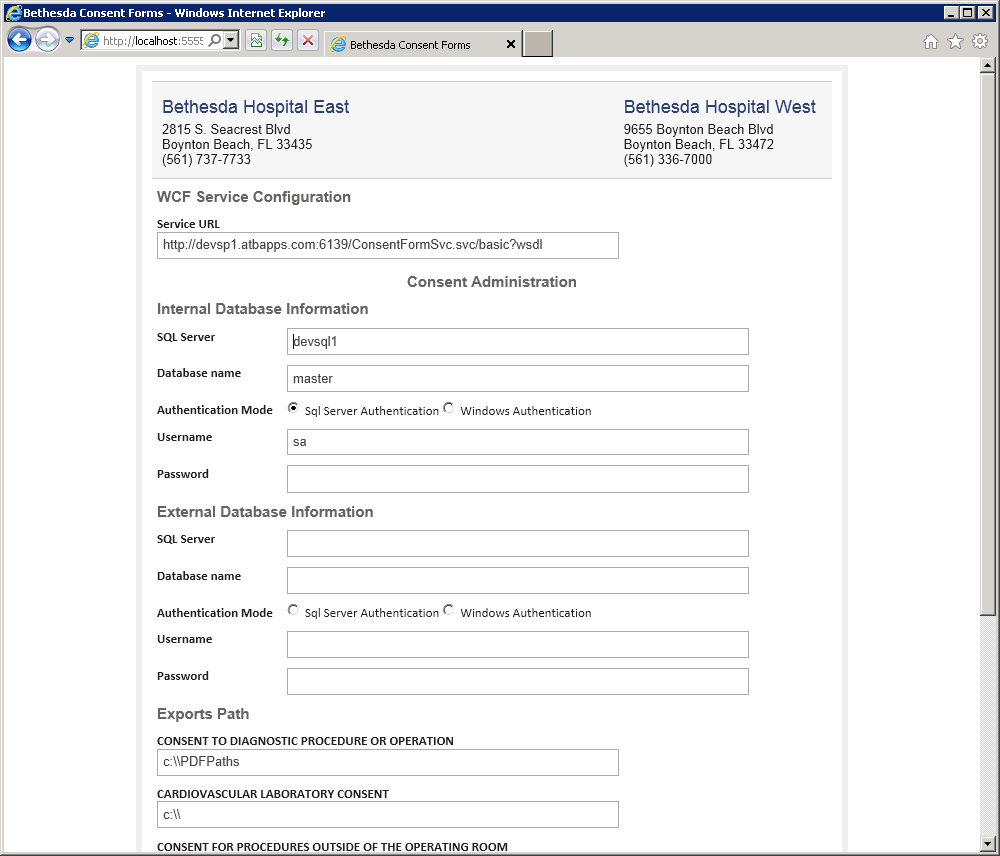 Bethesda Consent Forms - Windows Internet Explorer
http://localhost:5555
Bethesda Consent Forms
Bethesda Hospital East
2815 S. Seacrest Blvd
Boynton Beach, FL 33435
(561) 737-7733
Bethesda Hospital West
9655 Boynton Beach Blvd
Boynton Beach, FL 33472
(561) 336-7000
WCF Service Configuration
Service URL
http://devsp1.atbapps.com:6139/ConsentFormSvc.svc/basic?wsdl
Consent Administration
Internal Database Information
SQL Server
devsql1
Database name
master
Authentication Mode Sql Server Authentication Windows Authentication
Username
sa
Password
External Database Information
SQL Server
Database name
Authentication Mode Sql Server Authentication Windows Authentication
Username
Password
Exports Path
CONSENT TO DIAGNOSTIC PROCEDURE OR OPERATION
c:\\PDFPaths
CARDIOVASCULAR LABORATORY CONSENT
c:\\
CONSENT FOR PROCEDURES OUTSIDE OF THE OPERATING ROOM